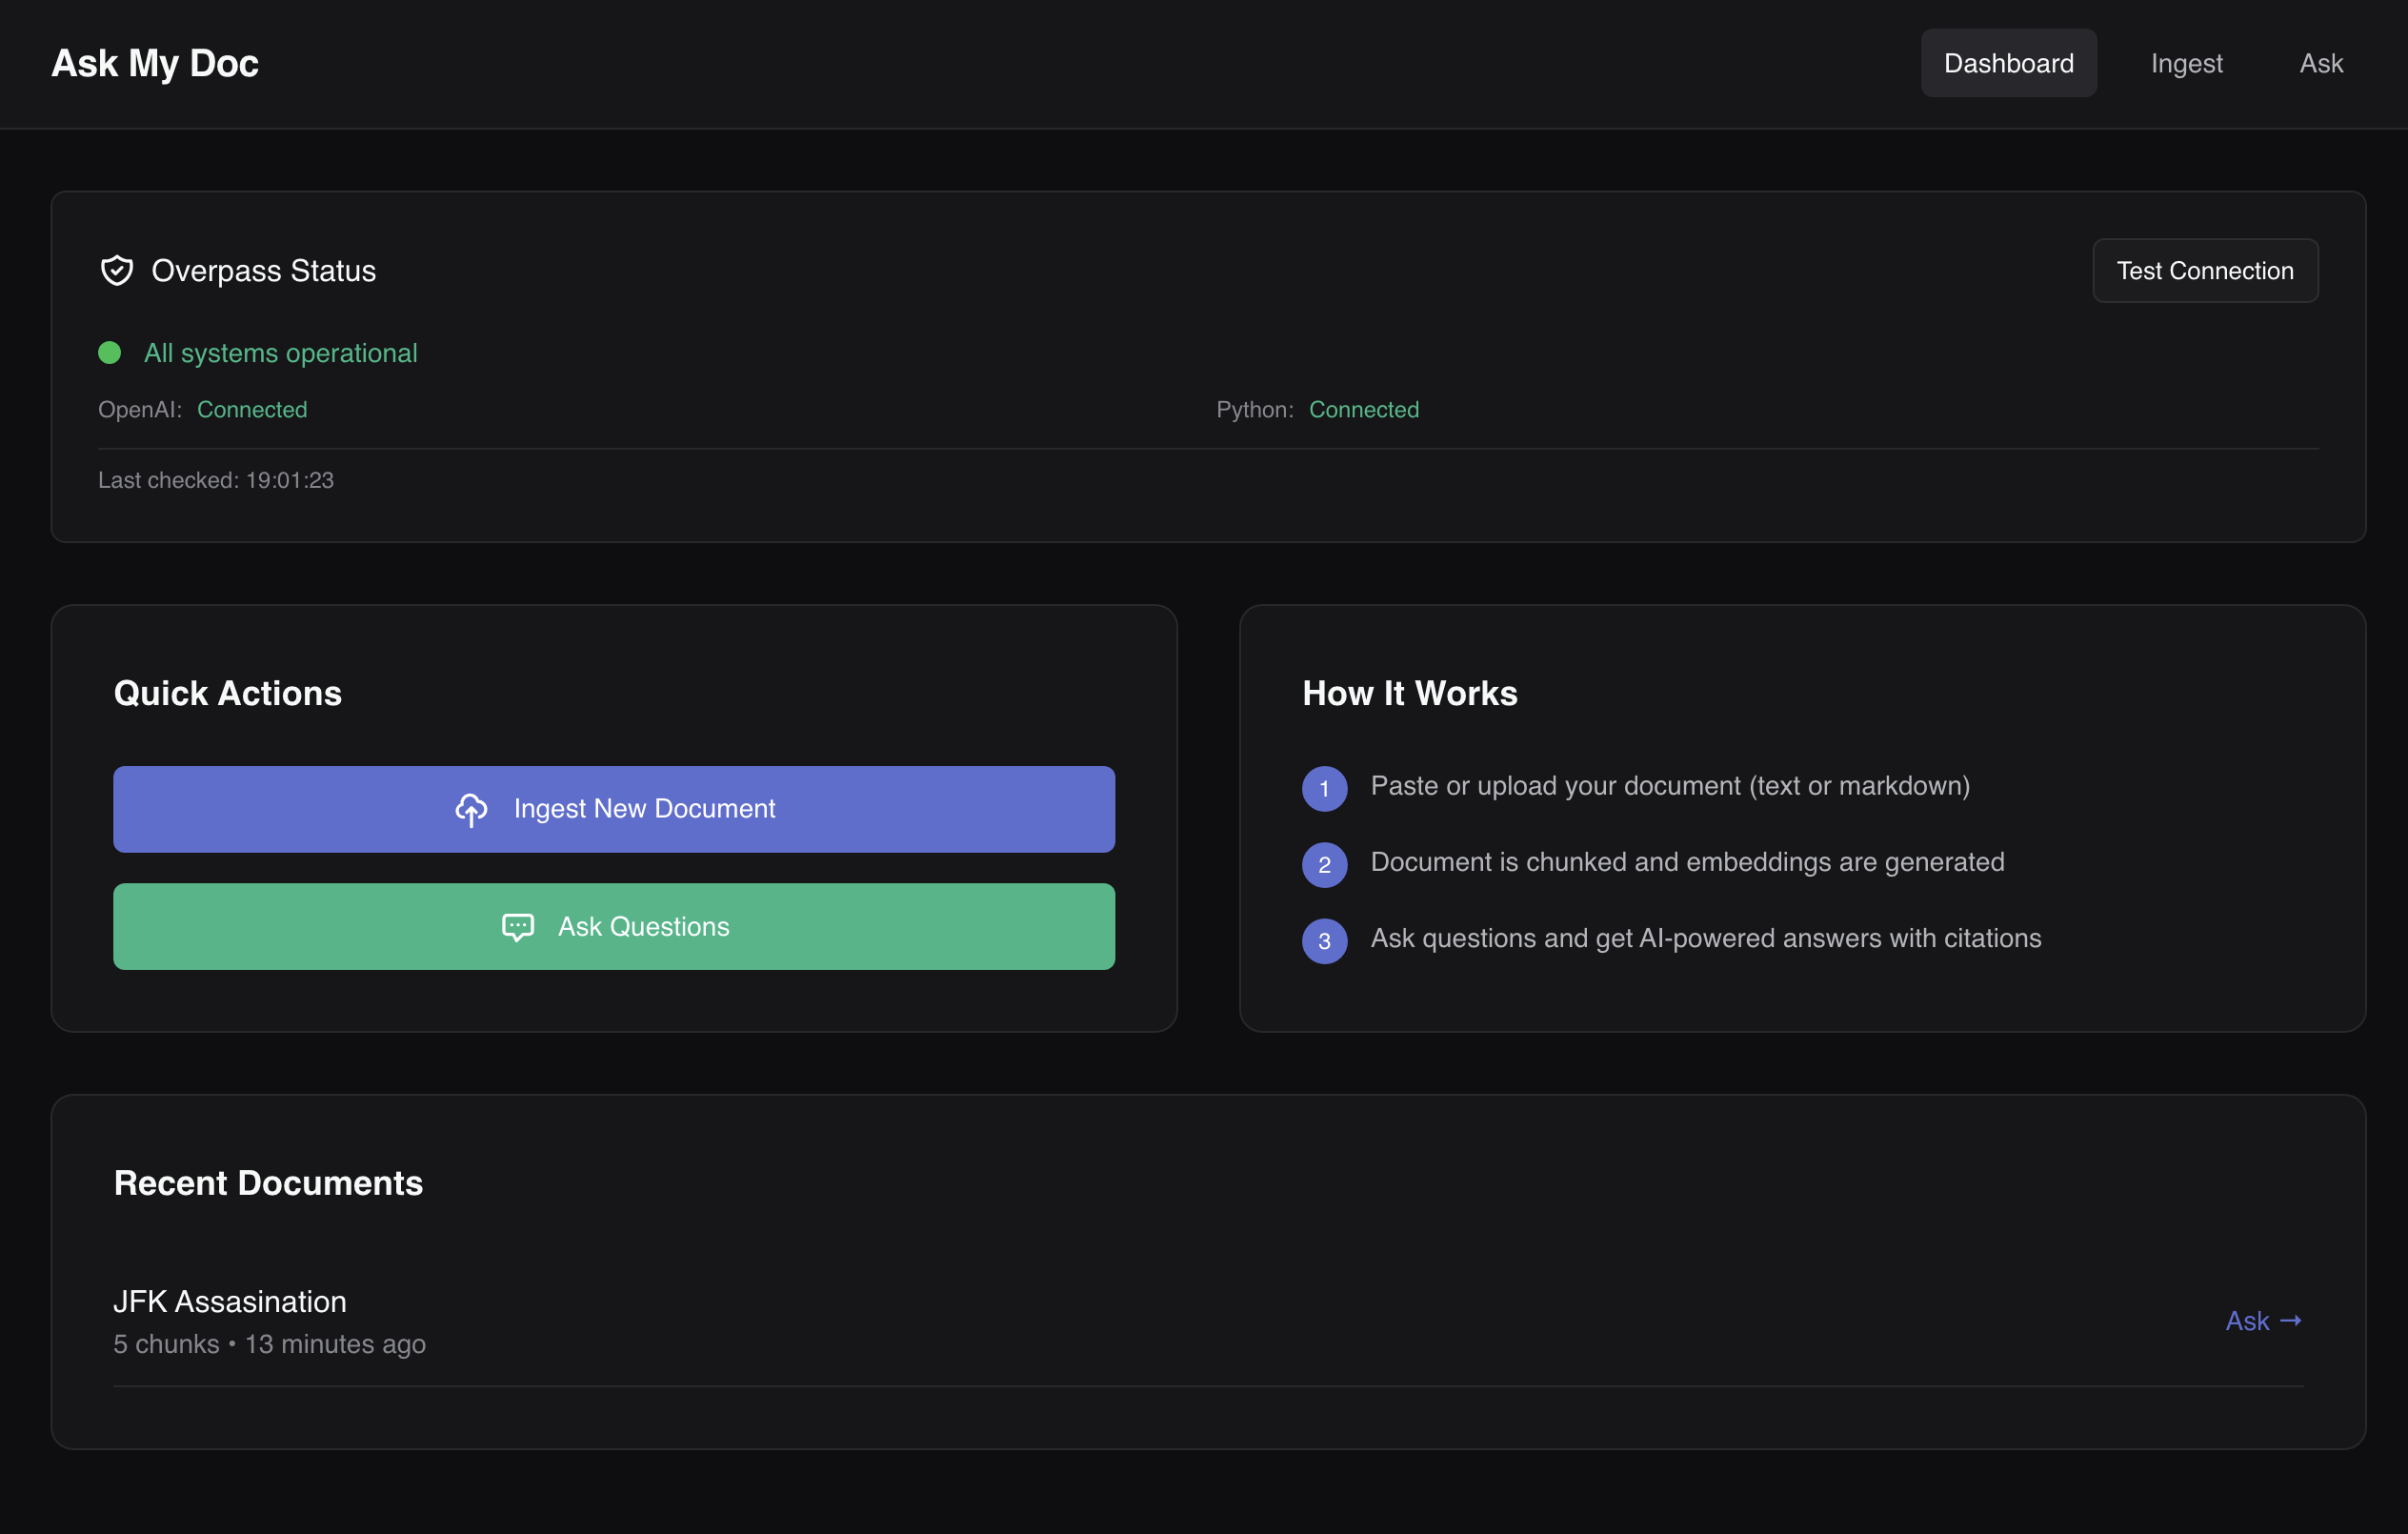 Ask My Doc
Dashboard
Ingest
Ask
Overpass Status
Test Connection
All systems operational
OpenAI: Connected
Python: Connected
Last checked: 19:01:23
Quick Actions
Ingest New Document
Ask Questions
How It Works
1 Paste or upload your document (text or markdown)
2 Document is chunked and embeddings are generated
3 Ask questions and get AI-powered answers with citations
Recent Documents
JFK Assasination
5 chunks • 13 minutes ago
Ask →